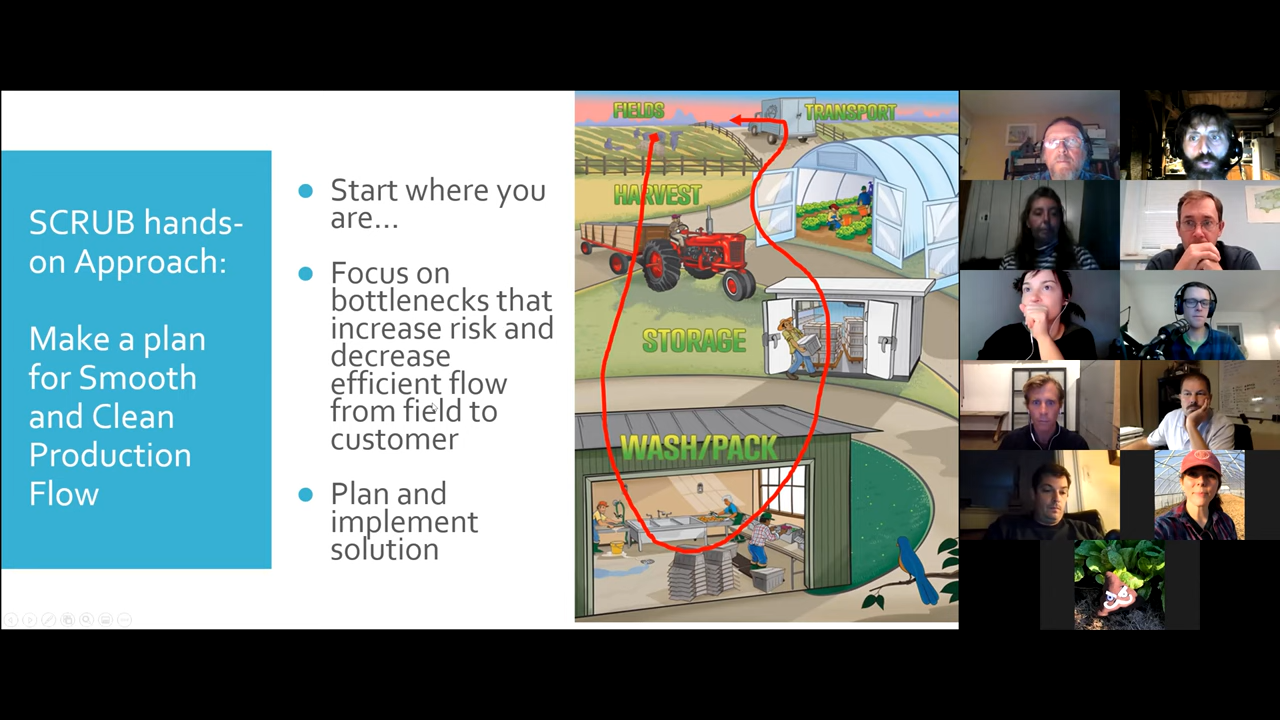 SCRUB hands-
on Approach:
Make a plan
for Smooth
and Clean
Production
Flow
Start where you
are...
Focus on
bottlenecks that
increase risk and
decrease
efficient flow
from field to
customer
Plan and
implement
solution
FIELDS
TRANSPORT
HARVEST
STORAGE
WASH/PACK